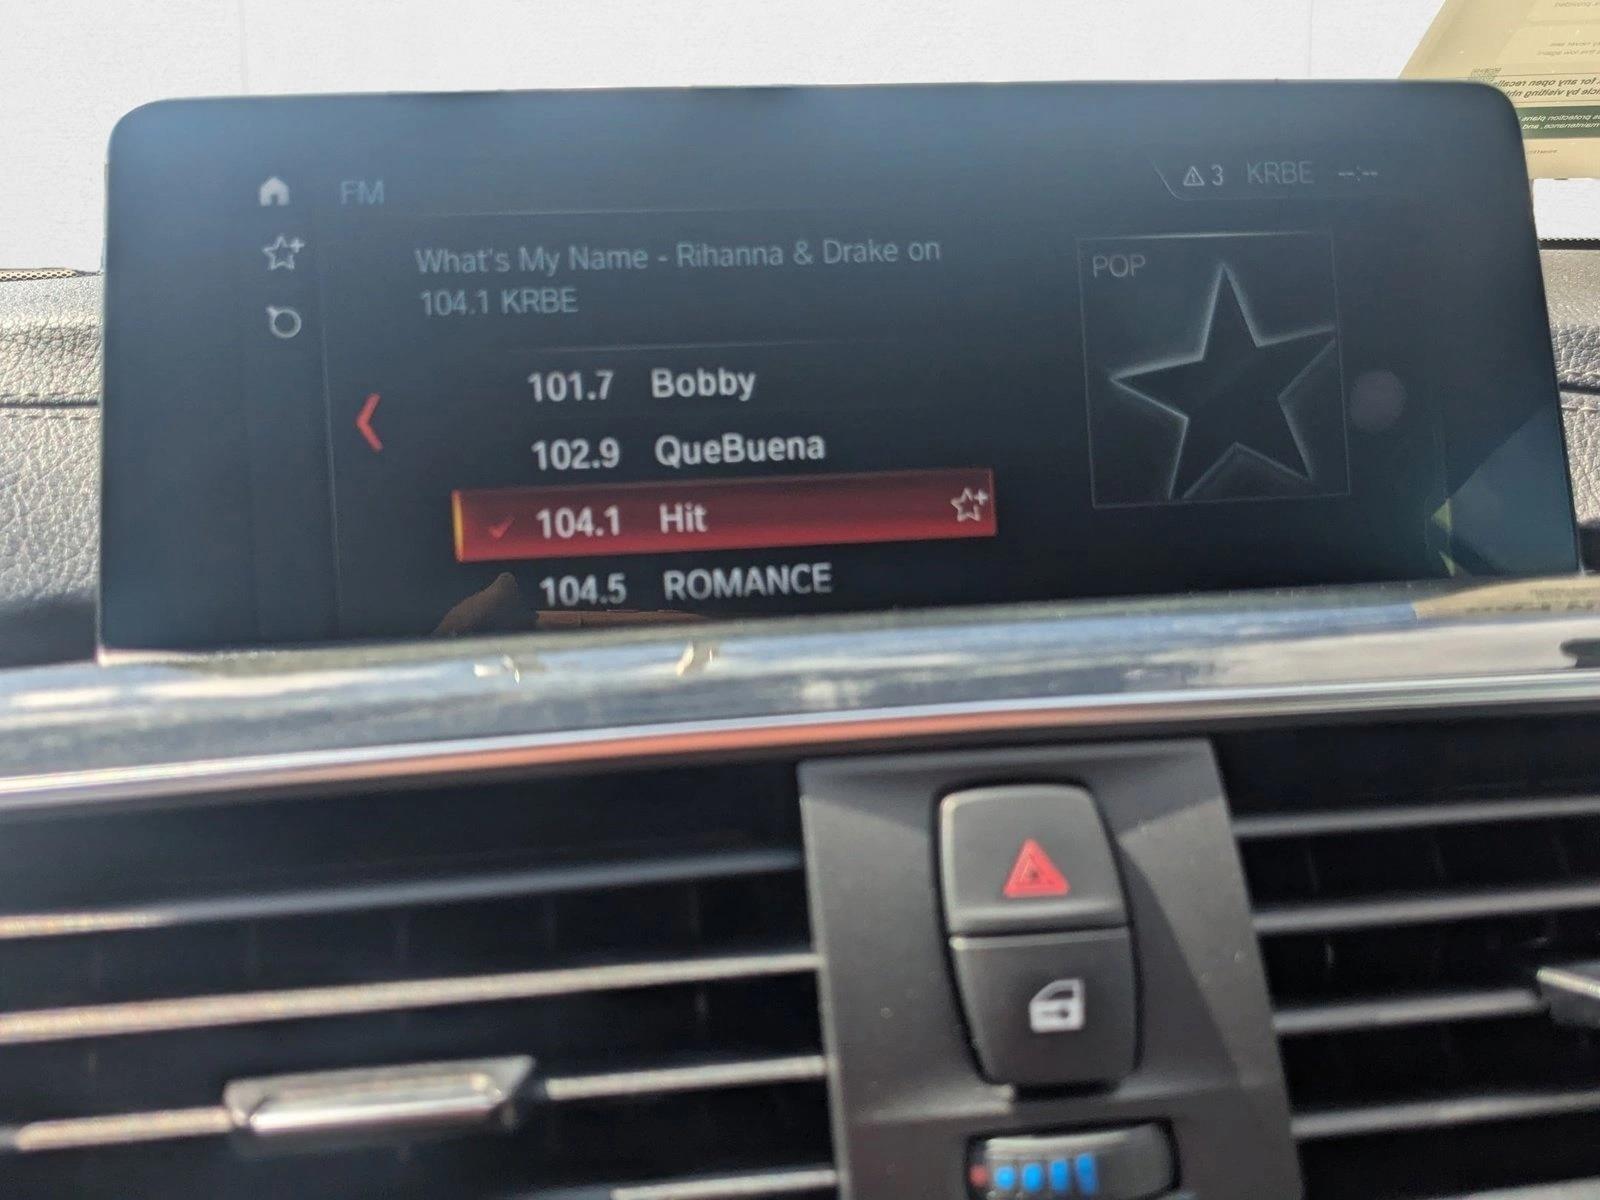 FM
⚠ 3 KRBE --:--
What's My Name - Rihanna & Drake on
104.1 KRBE
POP
101.7 Bobby
102.9 QueBuena
104.1 Hit
104.5 ROMANCE